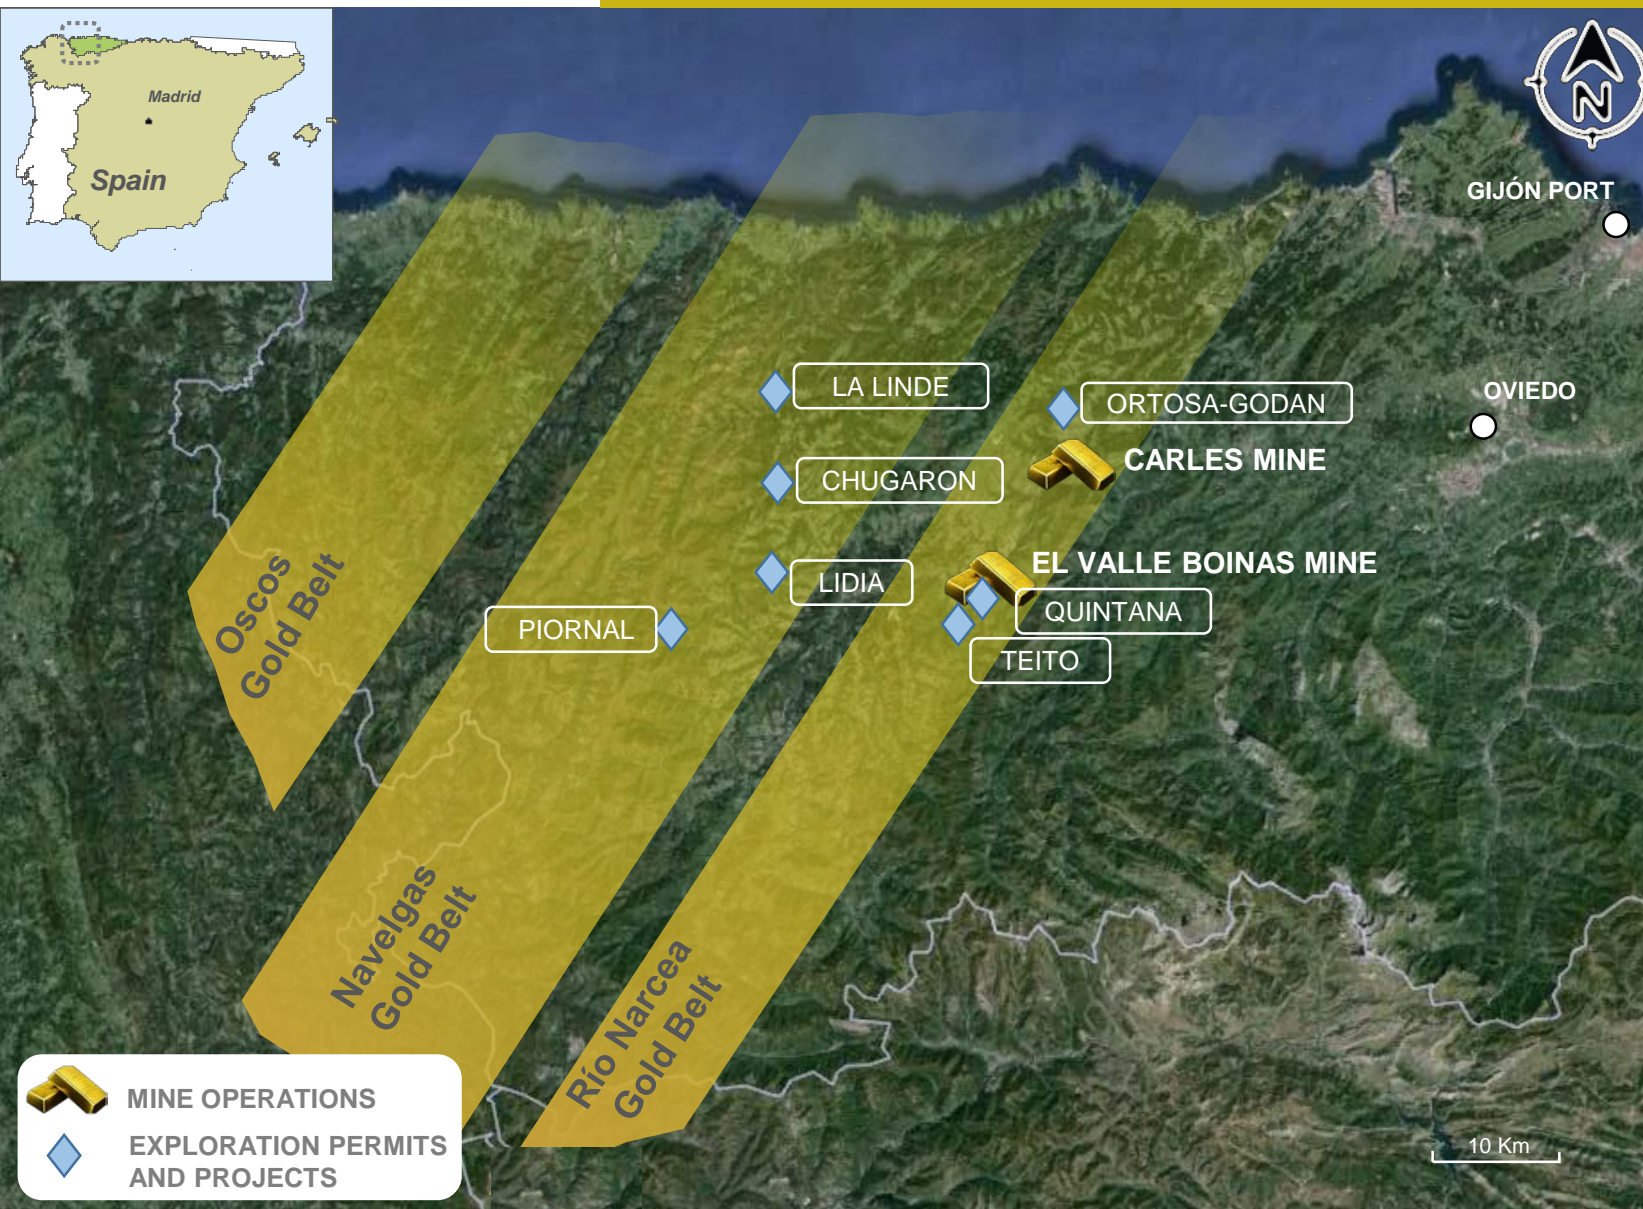 Madrid
Spain
N
GIJÓN PORT
OVIEDO
LA LINDE
ORTOSA-GODAN
CARLES MINE
CHUGARON
EL VALLE BOINAS MINE
LIDIA
QUINTANA
PIORNAL
TEITO
Oscos
Gold Belt
Navelgas
Gold Belt
Río Narcea
Gold Belt
MINE OPERATIONS
EXPLORATION PERMITS
AND PROJECTS
10 Km